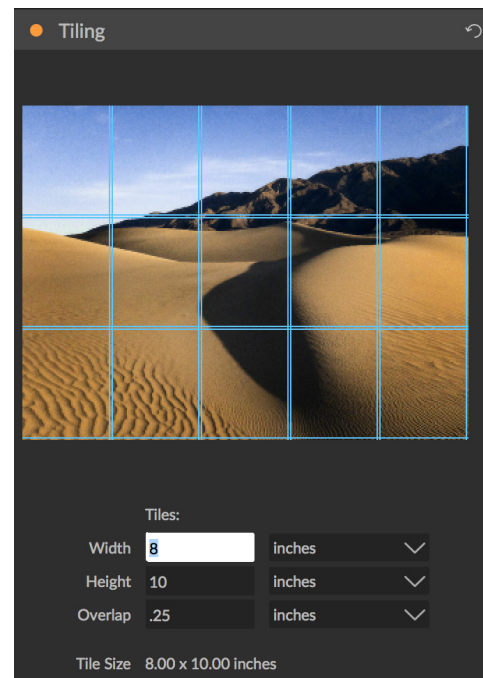 Tiling
Tiles:
Width 8 inches
Height 10 inches
Overlap .25 inches
Tile Size 8.00 x 10.00 inches